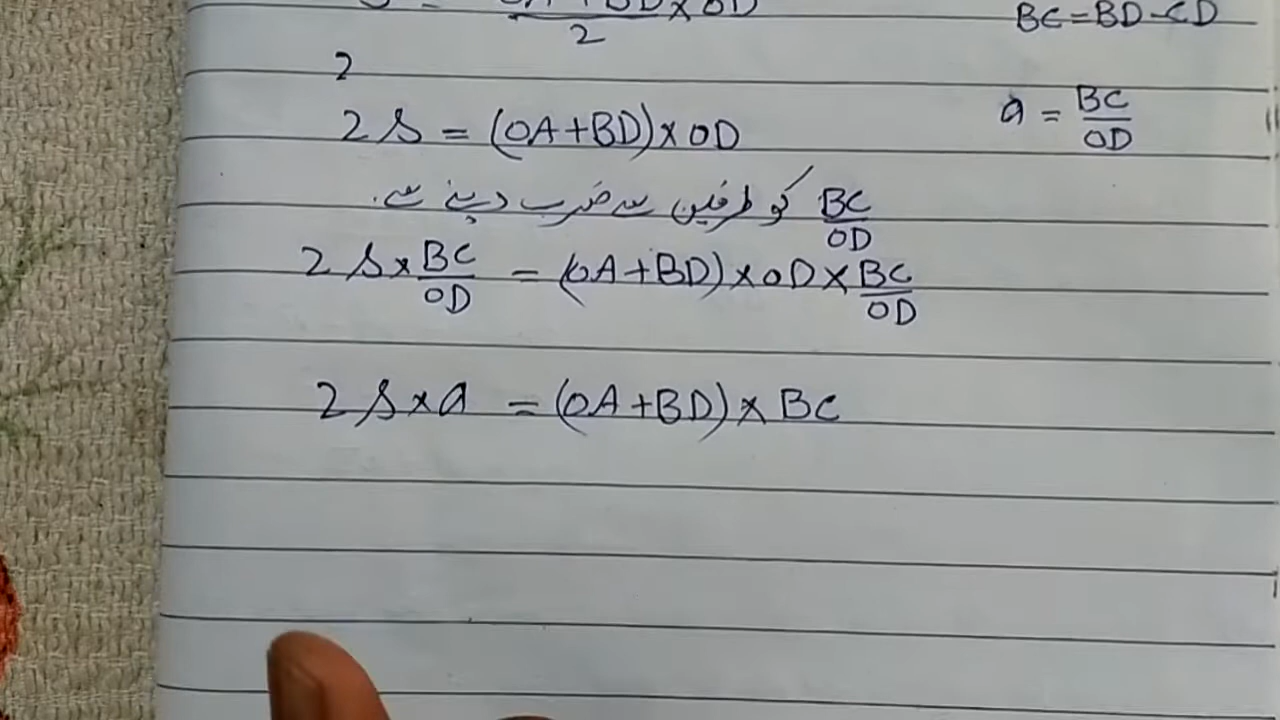 2
BC=BD-CD
2
2S = (OA+BD)×OD
a = BC/OD
BC/OD کو طرفین سے ضرب دینے سے
2S×BC/OD = (OA+BD)×OD×BC/OD
2S×a = (OA+BD)×BC